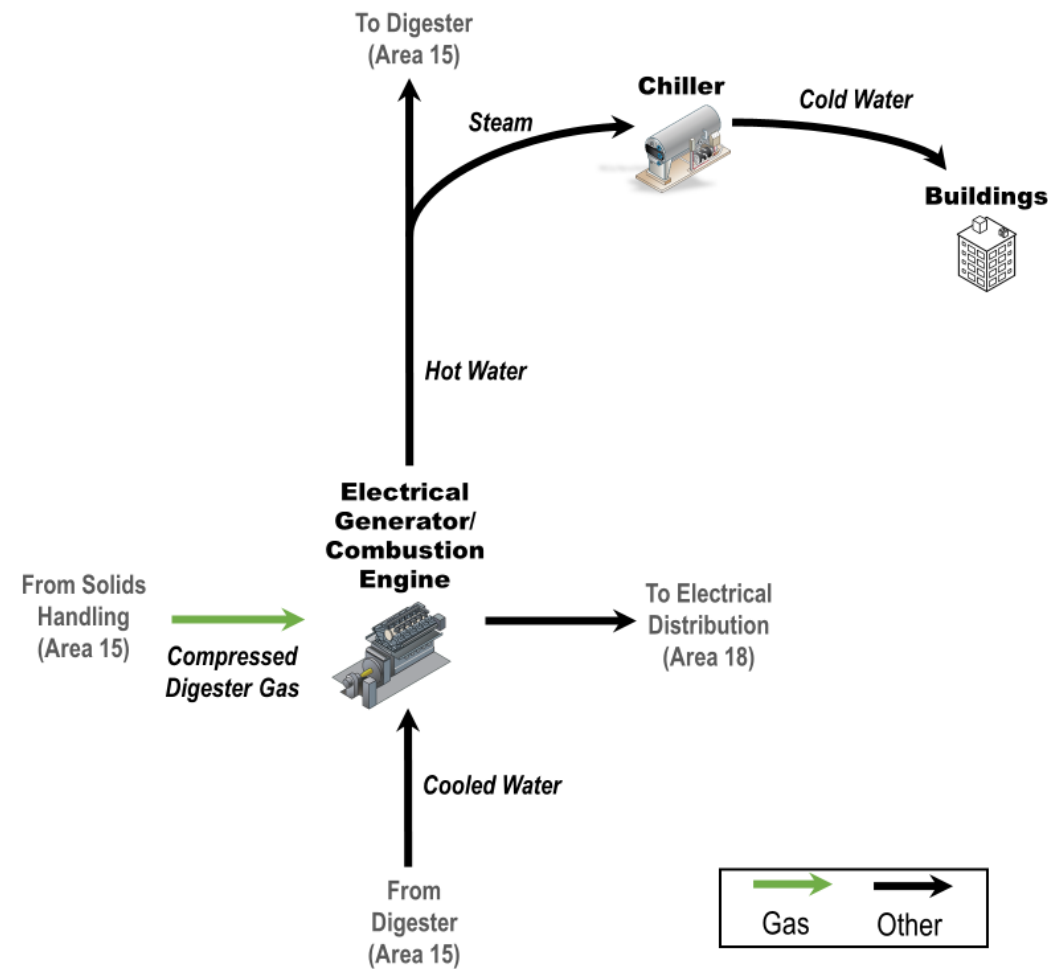 To Digester
(Area 15)
Chiller
Steam
Cold Water
Buildings
Hot Water
Electrical
Generator/
Combustion
Engine
From Solids
Handling
(Area 15)
Compressed
Digester Gas
To Electrical
Distribution
(Area 18)
Cooled Water
From
Digester
(Area 15)
Gas
Other